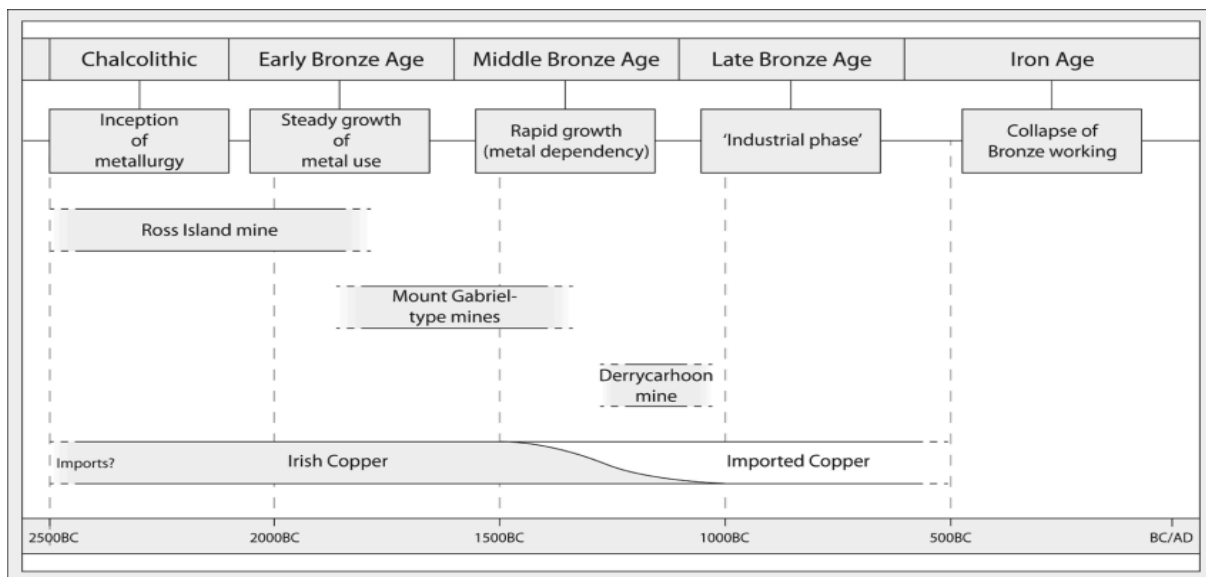 Chalcolithic
Early Bronze Age
Middle Bronze Age
Late Bronze Age
Iron Age
Inception
of
metallurgy
Steady growth
of
metal use
Rapid growth
(metal dependency)
‘Industrial phase’
Collapse of
Bronze working
Ross Island mine
Mount Gabriel-
type mines
Derrycarhoon
mine
Imports?
Irish Copper
Imported Copper
2500BC
2000BC
1500BC
1000BC
500BC
BC/AD